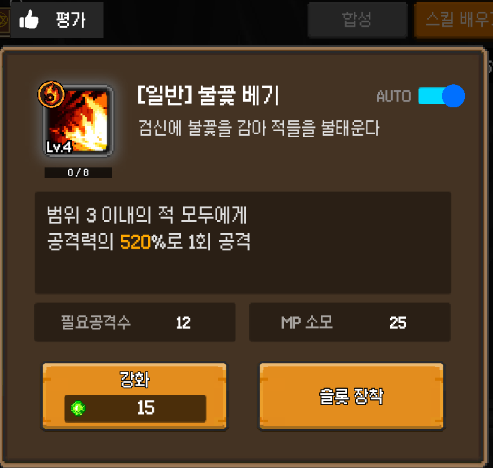 평가
합성
스킬 배우
[일반] 불꽃 베기
AUTO
검신에 불꽃을 감아 적들을 불태운다
Lv.4
0/0
범위 3 이내의 적 모두에게
공격력의 520%로 1회 공격
필요공격수 12
MP 소모 25
강화
15
슬롯 장착